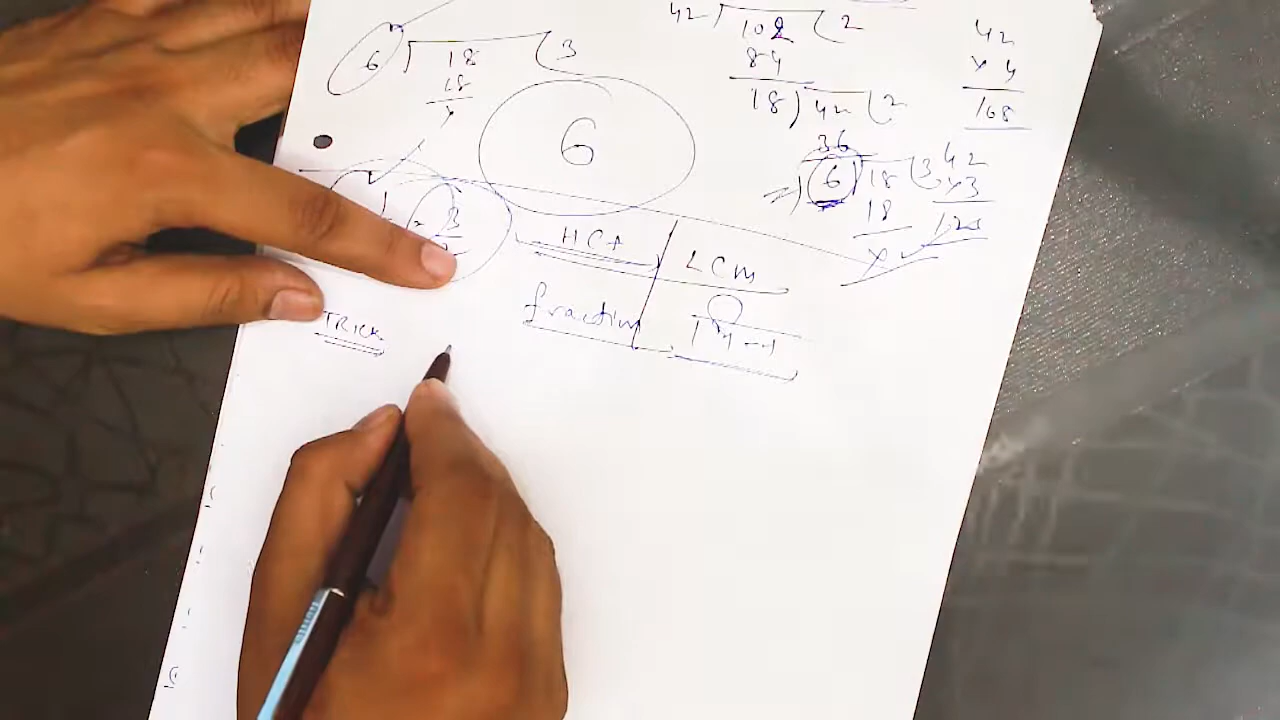 42 ) 102 ( 2
84
18 ) 42 ( 2
36
6 ) 18 ( 3
18
×
42
× 4
168
42
×3
6 ) 18 ( 3
18
×
6
HCF
LCM
fraction
TRICK